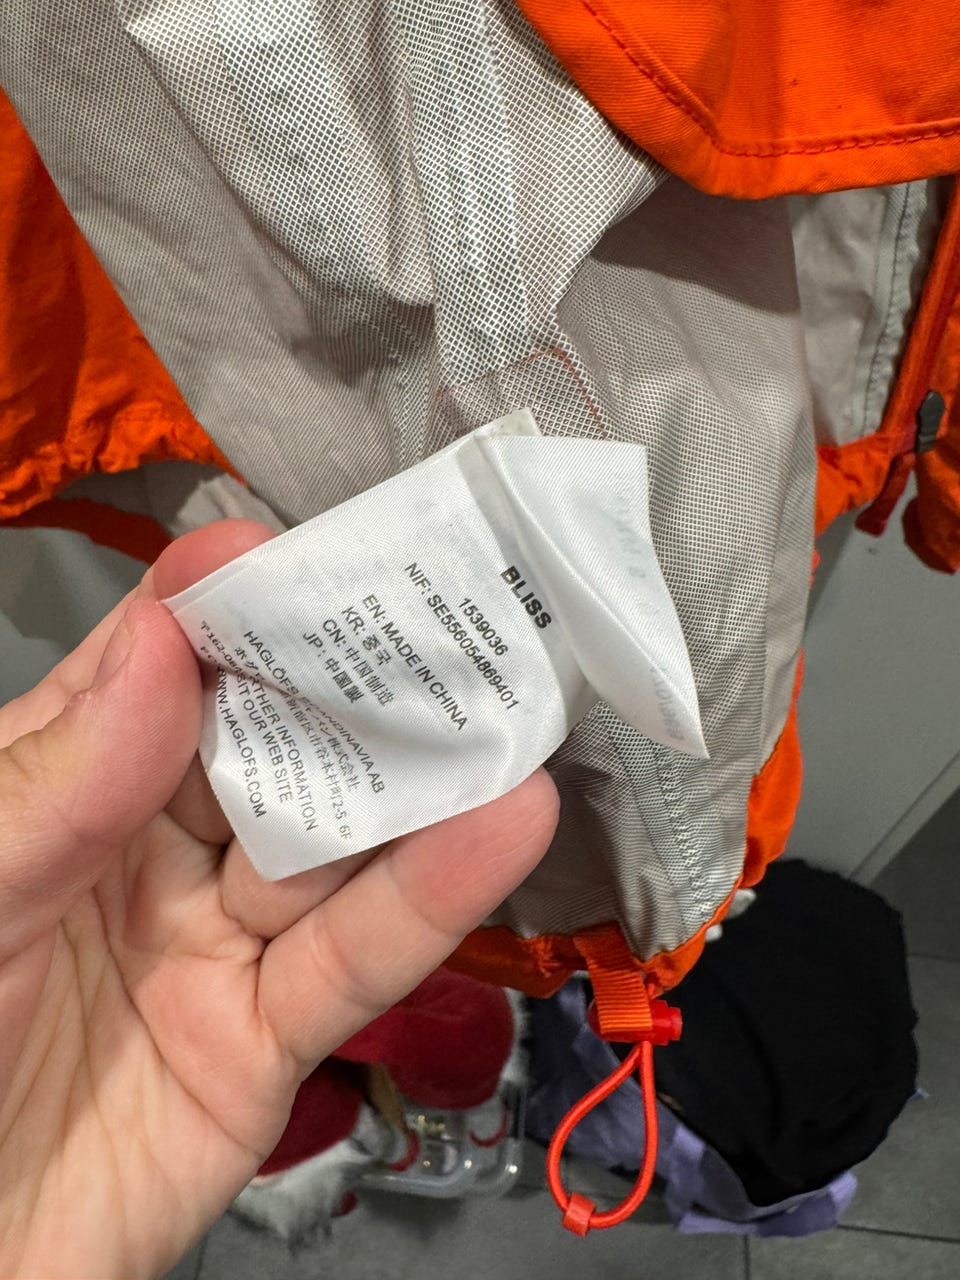 BLISS
1539036
NIF: SE556054869401
EN: MADE IN CHINA
KR: 중국
CN: 中国制造
JP: 中国製
HAGLÖFS SCANDINAVIA AB
FURTHER INFORMATION
VISIT OUR WEB SITE
WWW.HAGLOFS.COM